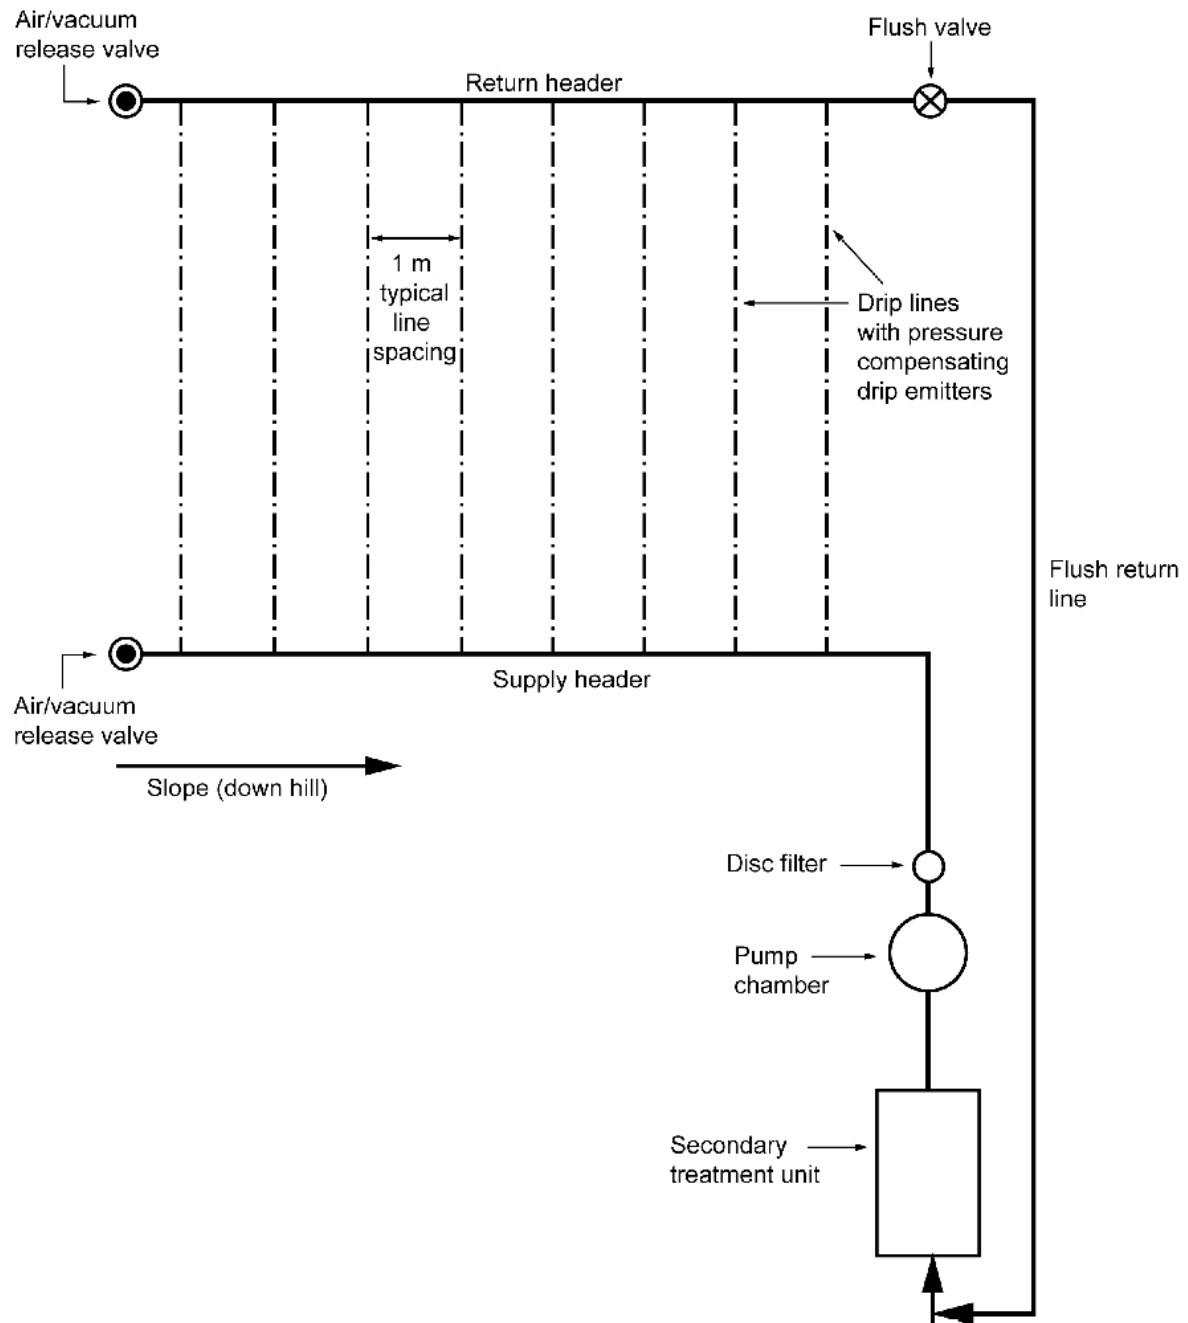 Air/vacuum
release valve
Flush valve
Return header
1 m
typical
line
spacing
Drip lines
with pressure
compensating
drip emitters
Flush return
line
Supply header
Air/vacuum
release valve
Slope (down hill)
Disc filter
Pump
chamber
Secondary
treatment unit